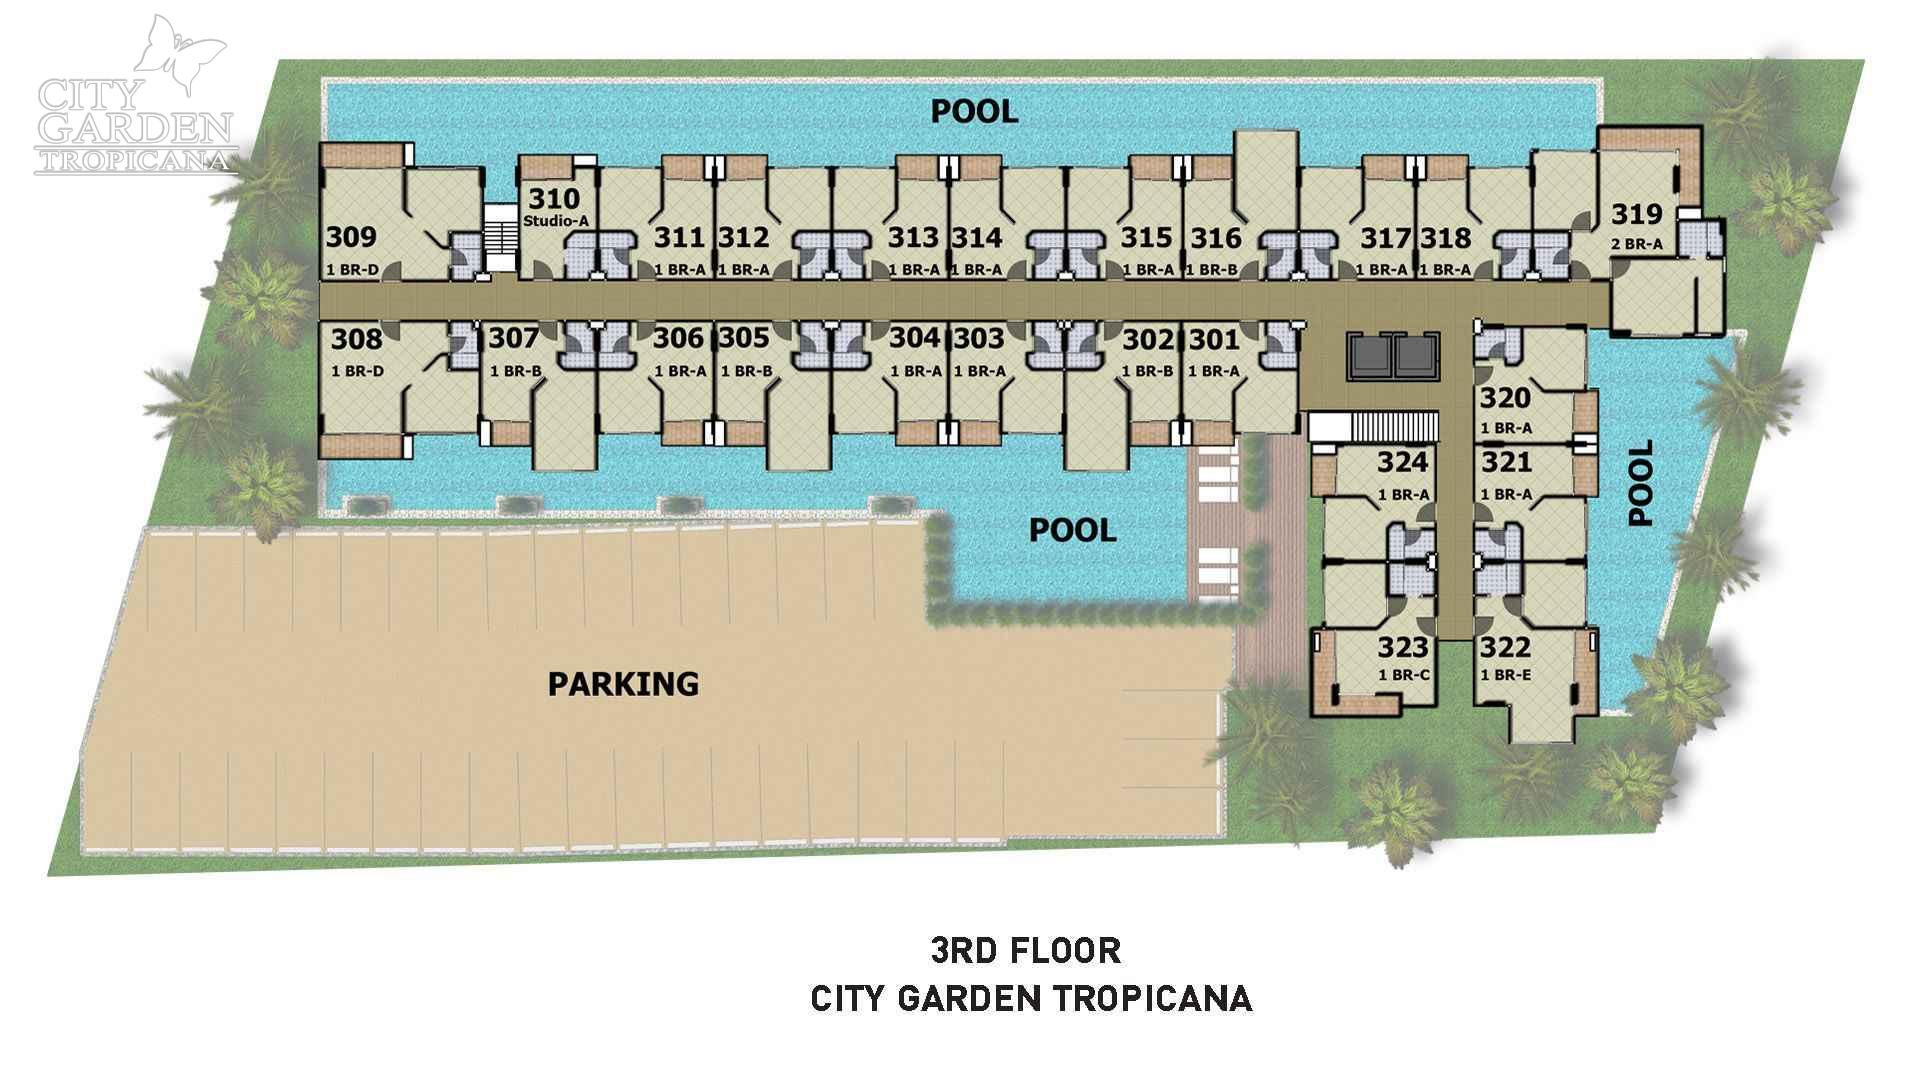 CITY
GARDEN
TROPICANA
POOL
309
1 BR-D
310
Studio-A
311
1 BR-A
312
1 BR-A
313
1 BR-A
314
1 BR-A
315
1 BR-A
316
1 BR-B
317
1 BR-A
318
1 BR-A
319
2 BR-A
308
1 BR-D
307
1 BR-B
306
1 BR-A
305
1 BR-B
304
1 BR-A
303
1 BR-A
302
1 BR-B
301
1 BR-A
320
1 BR-A
324
1 BR-A
321
1 BR-A
POOL
POOL
323
1 BR-C
322
1 BR-E
PARKING
3RD FLOOR
CITY GARDEN TROPICANA